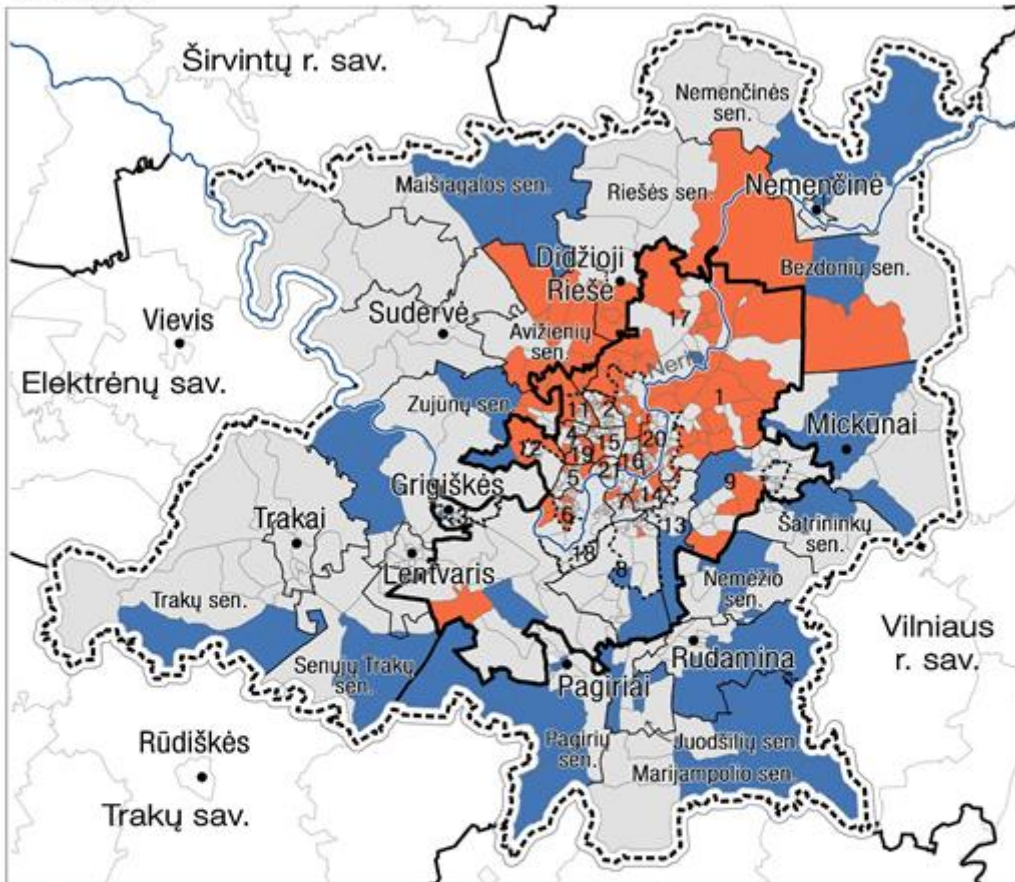 Širvintų r. sav.
Nemenčinės
sen.
Maišiagalos sen.
Riešės sen.
Nemenčinė
Didžioji
Riešė
Bezdonių sen.
Vievis
Sudervė
17
Avižienių
sen.
Neris
Elektrėnų sav.
Zujūnų sen.
11
2
1
Mickūnai
4
12
19
15
20
5
21
16
9
Grigiškės
6
7
14
Trakai
13
Šatrininkų
sen.
18
8
Lentvaris
Nemėžio
sen.
Trakų sen.
Vilniaus
r. sav.
Senųjų Trakų
sen.
Rudamina
Pagiriai
Rūdiškės
Pagirių
sen.
Juodšilių sen.
Marijampolio sen.
Trakų sav.